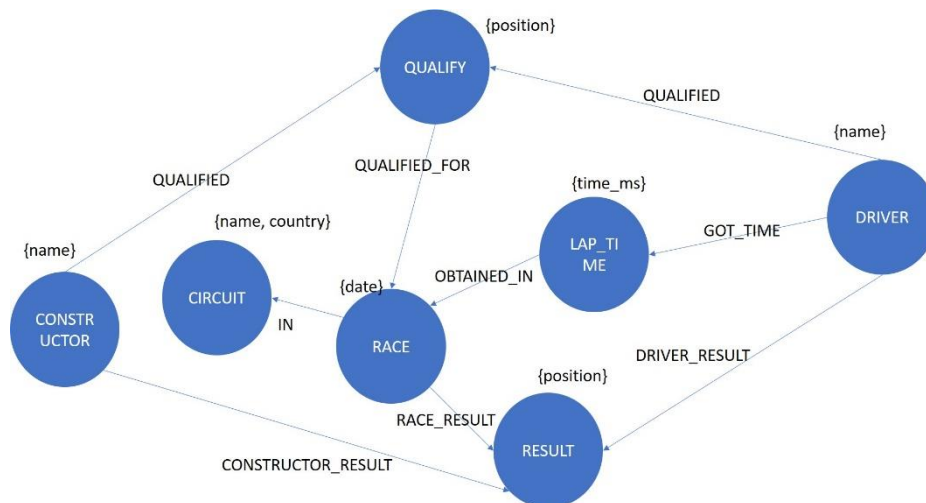 {position}
QUALIFY
QUALIFIED
{name}
QUALIFIED_FOR
QUALIFIED
{time_ms}
{name, country}
DRIVER
GOT_TIME
{name}
LAP_TI
ME
OBTAINED_IN
{date}
CIRCUIT
CONSTR
UCTOR
IN
RACE
DRIVER_RESULT
{position}
RACE_RESULT
RESULT
CONSTRUCTOR_RESULT